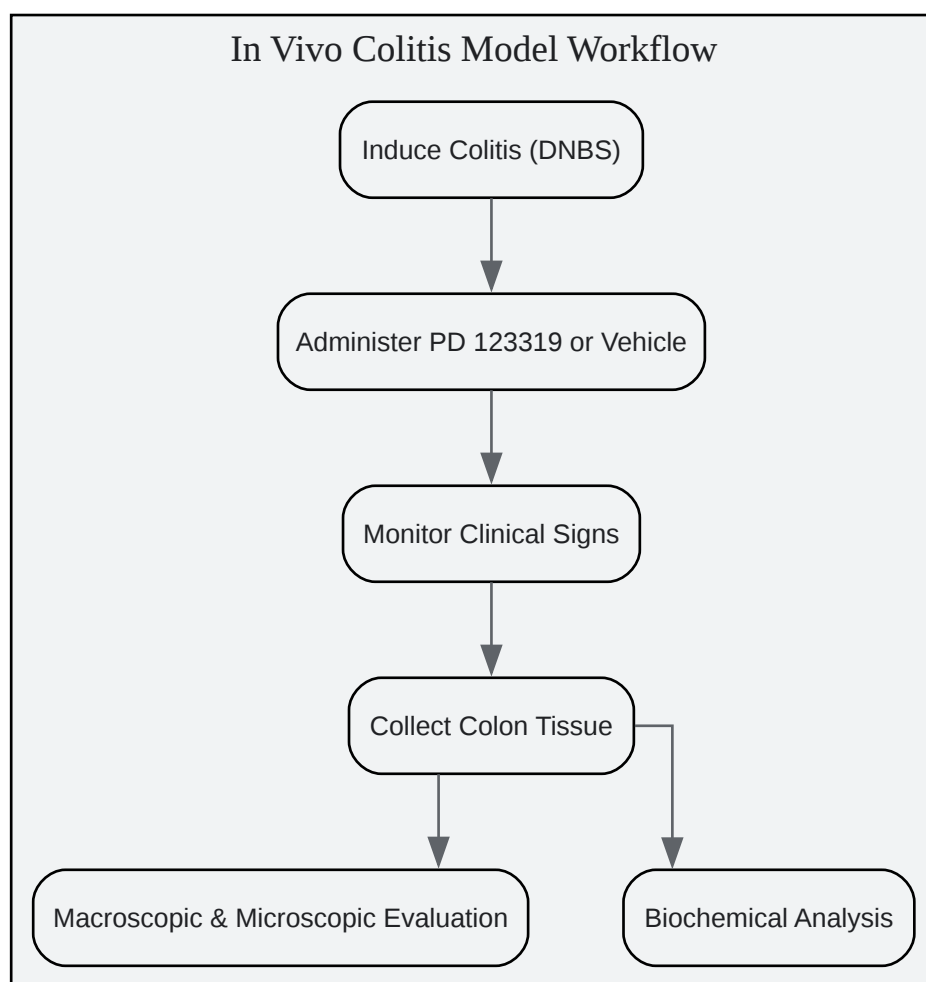 In Vivo Colitis Model Workflow
Induce Colitis (DNBS)
Administer PD 123319 or Vehicle
Monitor Clinical Signs
Collect Colon Tissue
Macroscopic & Microscopic Evaluation
Biochemical Analysis